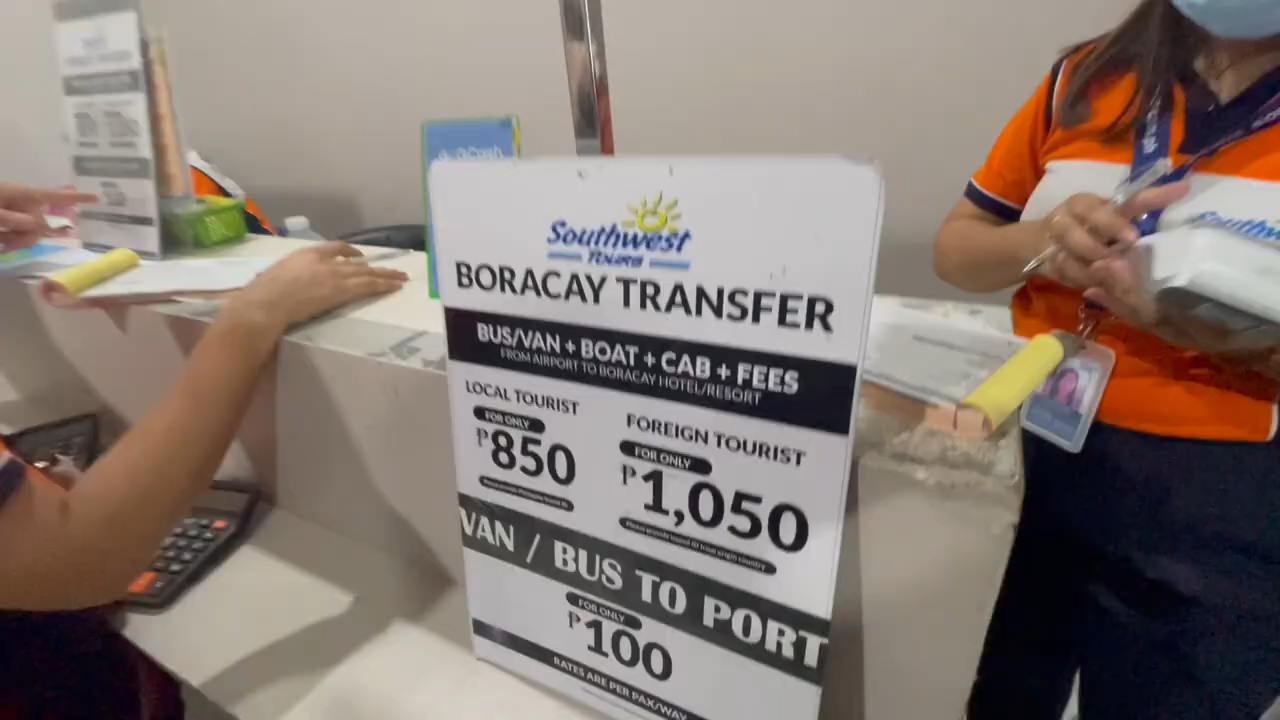 GCash
Southwest
TOURS
BORACAY TRANSFER
BUS/VAN + BOAT + CAB + FEES
FROM AIRPORT TO BORACAY HOTEL/RESORT
LOCAL TOURIST
FOR ONLY
₱850
FOREIGN TOURIST
FOR ONLY
₱1,050
VAN / BUS TO PORT
FOR ONLY
₱100
RATES ARE PER PAX/WAY
Southwest